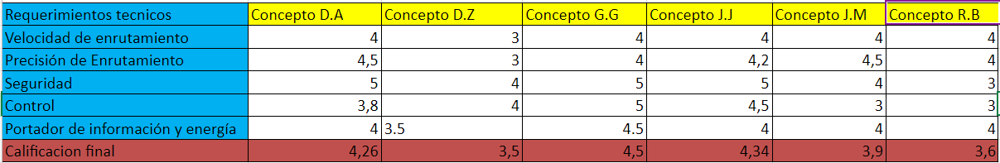 Requerimientos tecnicos Concepto D.A Concepto D.Z Concepto G.G Concepto J.J Concepto J.M Concepto R.B
Velocidad de enrutamiento 4 3 4 4 4 4
Precisión de Enrutamiento 4,5 3 4 4,2 4,5 4
Seguridad 5 4 5 5 4 3
Control 3,8 4 5 4,5 3 3
Portador de información y energía 4 3.5 4.5 4 4 4
Calificacion final 4,26 3,5 4,5 4,34 3,9 3,6